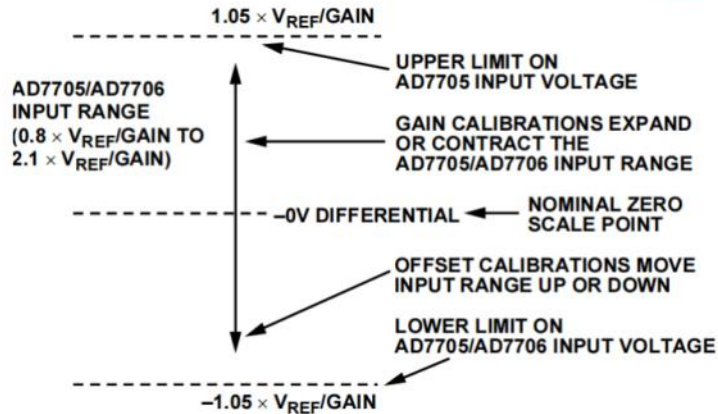 1.05 × VREF/GAIN
UPPER LIMIT ON
AD7705 INPUT VOLTAGE
AD7705/AD7706
INPUT RANGE
(0.8 × VREF/GAIN TO
2.1 × VREF/GAIN)
GAIN CALIBRATIONS EXPAND
OR CONTRACT THE
AD7705/AD7706 INPUT RANGE
–0V DIFFERENTIAL
NOMINAL ZERO
SCALE POINT
OFFSET CALIBRATIONS MOVE
INPUT RANGE UP OR DOWN
LOWER LIMIT ON
AD7705/AD7706 INPUT VOLTAGE
–1.05 × VREF/GAIN